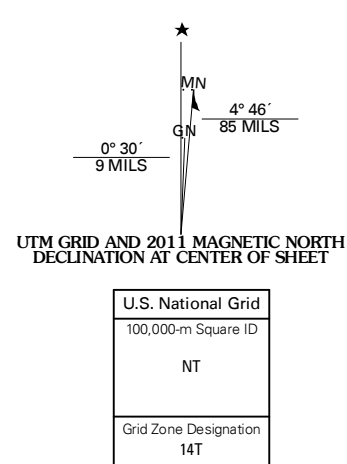 MN
GN
4° 46´
85 MILS
0° 30´
9 MILS
UTM GRID AND 2011 MAGNETIC NORTH
DECLINATION AT CENTER OF SHEET
U.S. National Grid
100,000-m Square ID
NT
Grid Zone Designation
14T